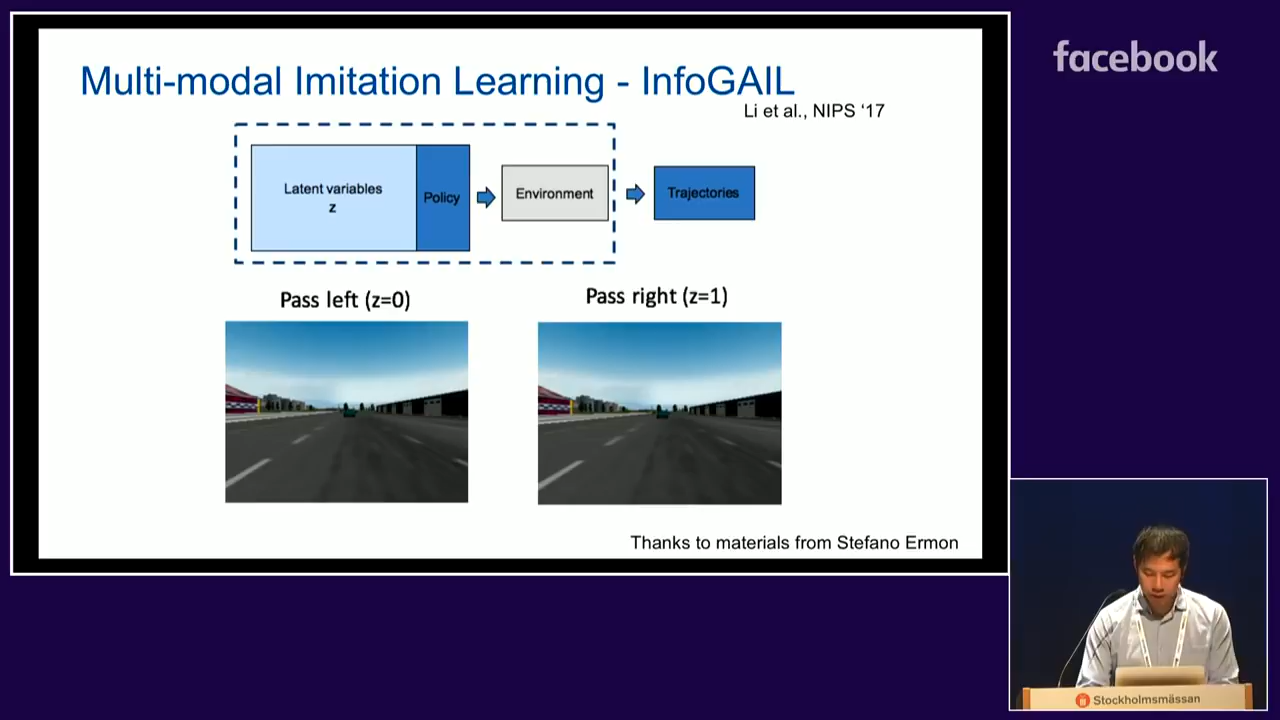 Multi-modal Imitation Learning - InfoGAIL
Li et al., NIPS ‘17
Latent variables
z
Policy
Environment
Trajectories
Pass left (z=0)
Pass right (z=1)
Thanks to materials from Stefano Ermon
facebook
Stockholmsmässan